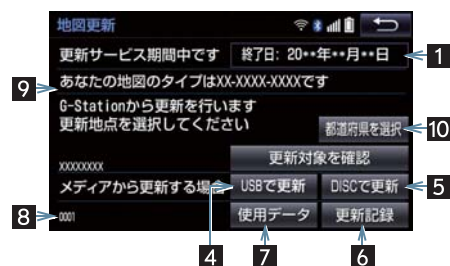 地図更新
更新サービス期間中です 終了日: 20**年**月**日 1
9 あなたの地図のタイプはXX-XXXX-XXXXです
G-Stationから更新を行います
更新地点を選択してください 都道府県を選択 10
更新対象を確認
XXXXXXXX
メディアから更新する場合 USBで更新 DISCで更新 5
8 0001 使用データ 更新記録
4 7 6